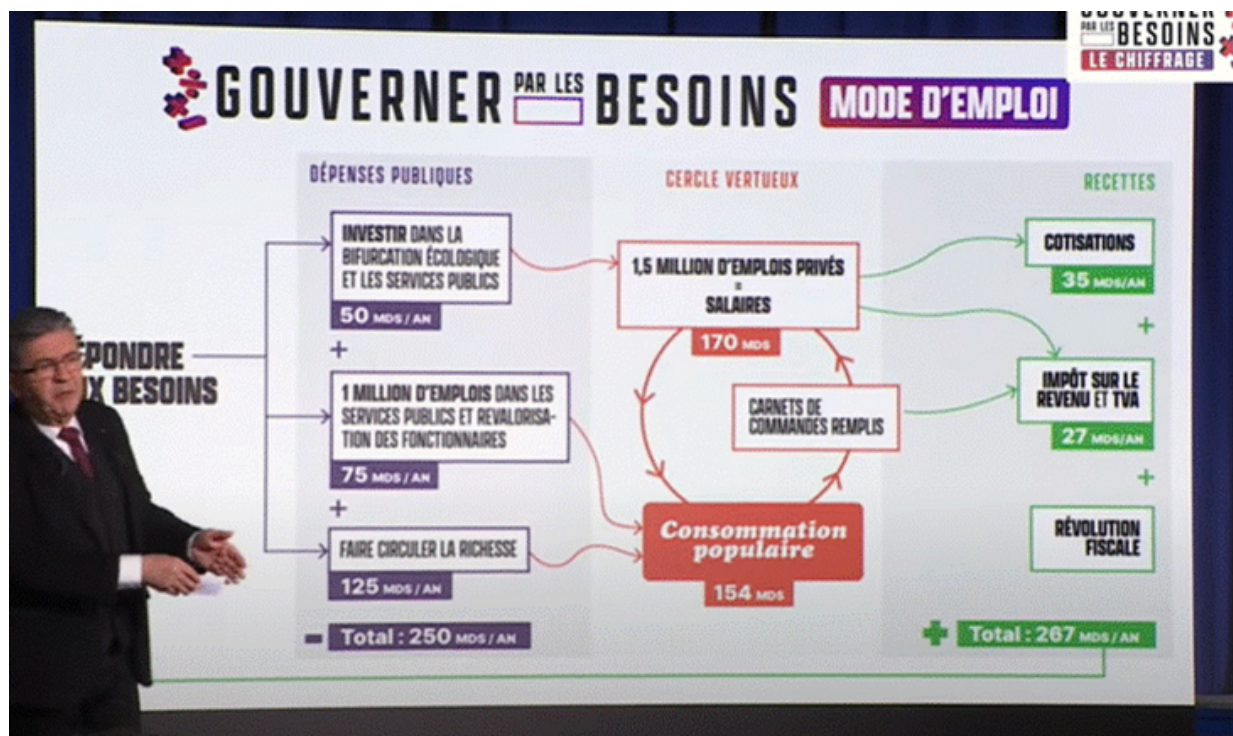 GOUVERNER PAR LES BESOINS MODE D'EMPLOI
PAR LES BESOINS
LE CHIFFRAGE
DÉPENSES PUBLIQUES
CERCLE VERTUEUX
RECETTES
ÉPONDRE
X BESOINS
INVESTIR DANS LA
BIFURCATION ÉCOLOGIQUE
ET LES SERVICES PUBLICS
50 MDS / AN
+
1 MILLION D'EMPLOIS DANS LES
SERVICES PUBLICS ET REVALORISA-
TION DES FONCTIONNAIRES
75 MDS / AN
+
FAIRE CIRCULER LA RICHESSE
125 MDS / AN
- Total : 250 MDS / AN
1,5 MILLION D'EMPLOIS PRIVÉS
=
SALAIRES
170 MDS
CARNETS DE
COMMANDES REMPLIS
Consommation
populaire
154 MDS
COTISATIONS
35 MDS/AN
+
IMPÔT SUR LE
REVENU ET TVA
27 MDS/AN
+
RÉVOLUTION
FISCALE
+ Total : 267 MDS / AN